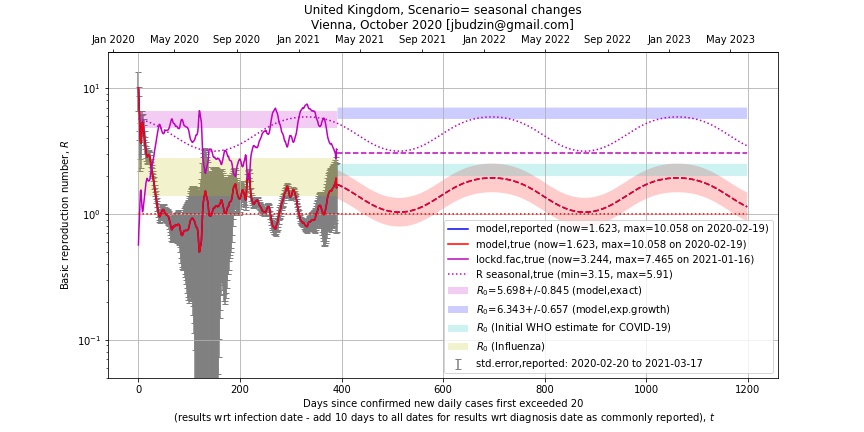 United Kingdom, Scenario= seasonal changes
Vienna, October 2020 [jbudzin@gmail.com]
Jan 2020 May 2020 Sep 2020 Jan 2021 May 2021 Sep 2021 Jan 2022 May 2022 Sep 2022 Jan 2023 May 2023
Basic reproduction number, R
10¹
10⁰
10⁻¹
model,reported (now=1.623, max=10.058 on 2020-02-19)
model,true (now=1.623, max=10.058 on 2020-02-19)
lockd.fac,true (now=3.244, max=7.465 on 2021-01-16)
R seasonal,true (min=3.15, max=5.91)
R₀=5.698+/-0.845 (model,exact)
R₀=6.343+/-0.657 (model,exp.growth)
R₀ (Initial WHO estimate for COVID-19)
R₀ (Influenza)
std.error,reported: 2020-02-20 to 2021-03-17
0 200 400 600 800 1000 1200
Days since confirmed new daily cases first exceeded 20
(results wrt infection date - add 10 days to all dates for results wrt diagnosis date as commonly reported), t